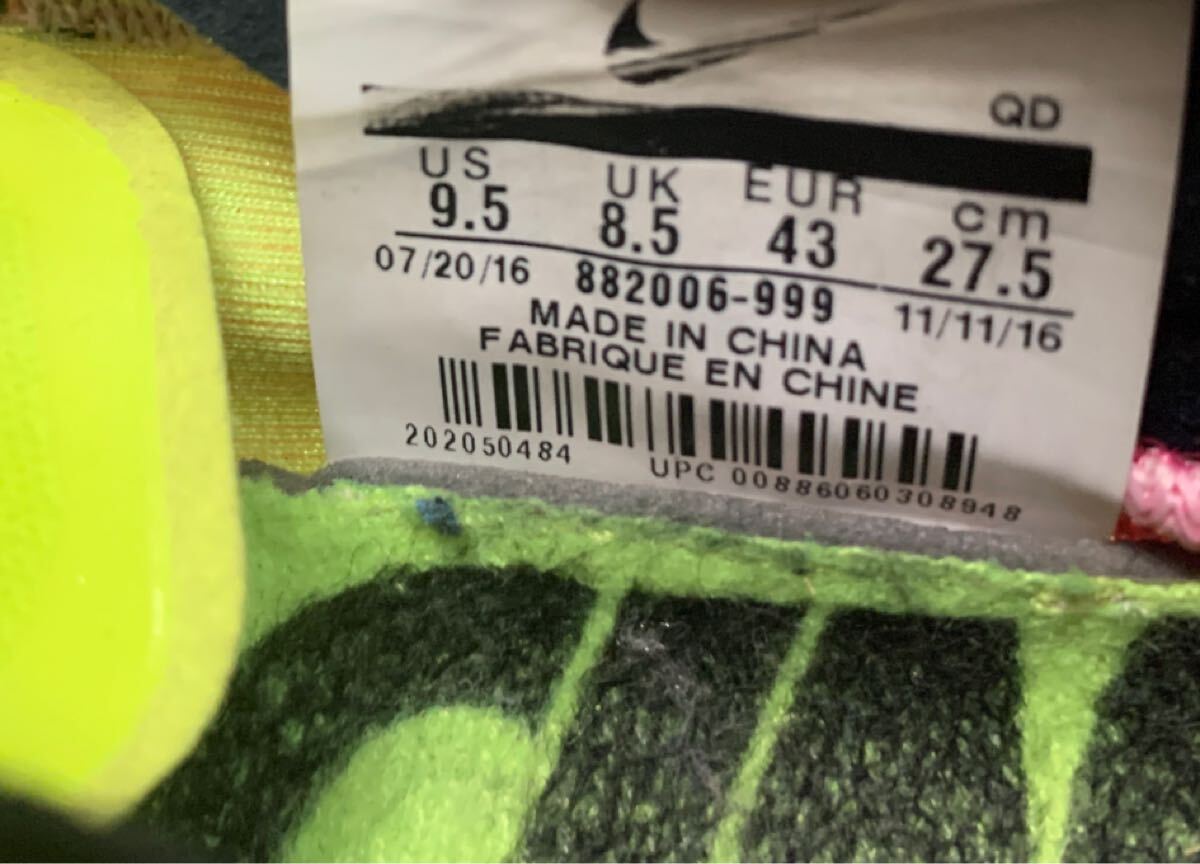 QD
US UK EUR cm
9.5 8.5 43 27.5
07/20/16 882006-999 11/11/16
MADE IN CHINA
FABRIQUE EN CHINE
202050484 UPC 00886060308948